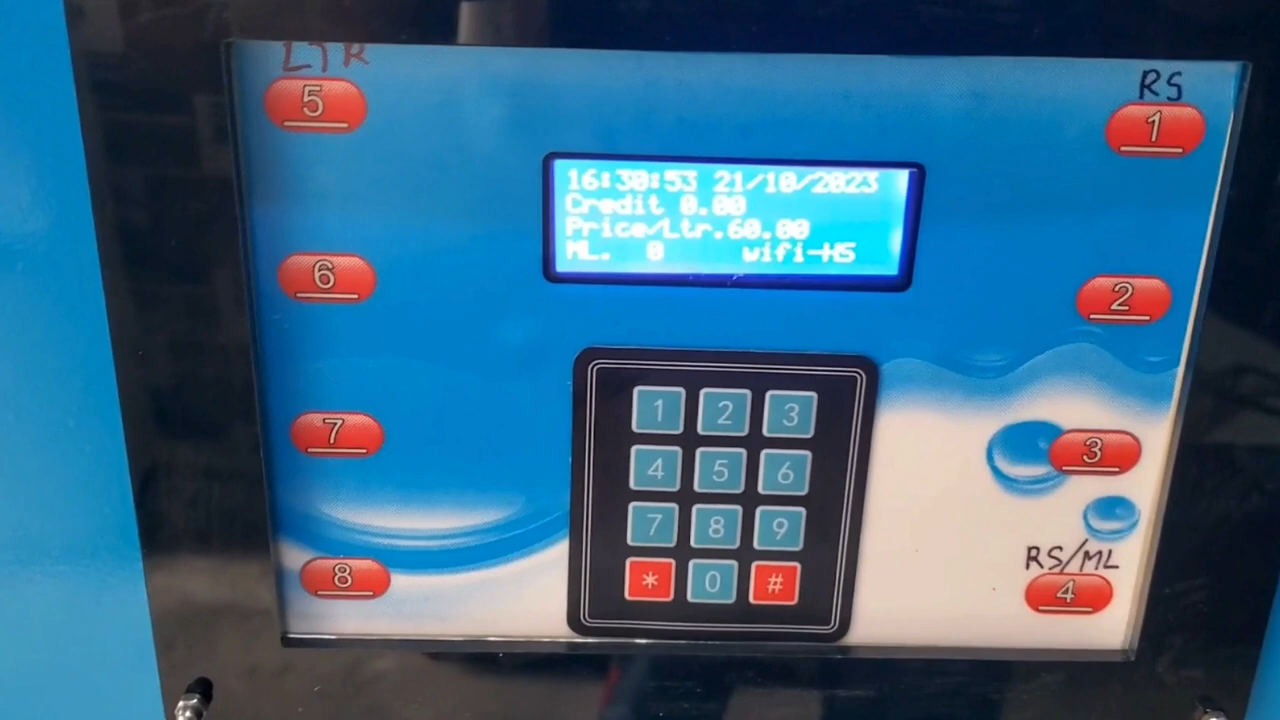 LTR
5
RS
1
16:30:53 21/10/2023
Credit 0.00
Price/Ltr.60.00
ML. 0 wifi→HS
6
2
7
3
8
RS/ML
4
1 2 3
4 5 6
7 8 9
* 0 #